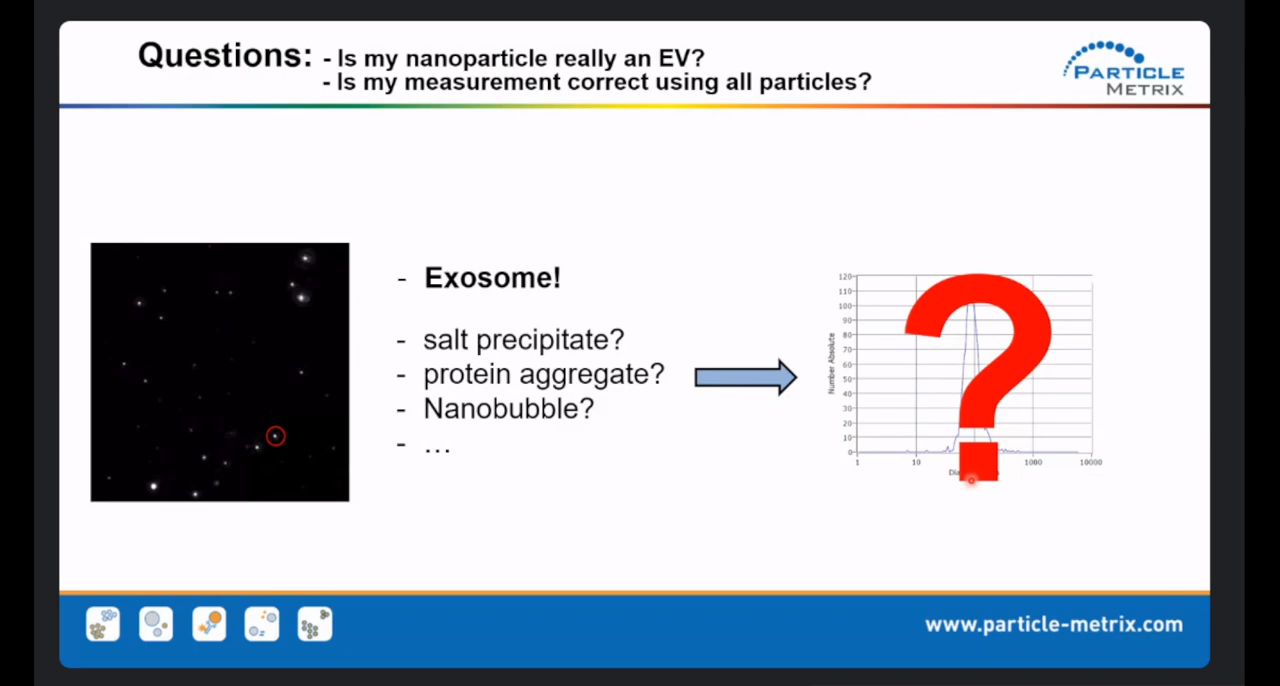 Questions: - Is my nanoparticle really an EV?
- Is my measurement correct using all particles?
PARTICLE
METRIX
- Exosome!
- salt precipitate?
- protein aggregate?
- Nanobubble?
- ...
Number Absolute
120
110
100
90
80
70
60
50
40
30
20
10
0
1
10
1000
10000
?
www.particle-metrix.com